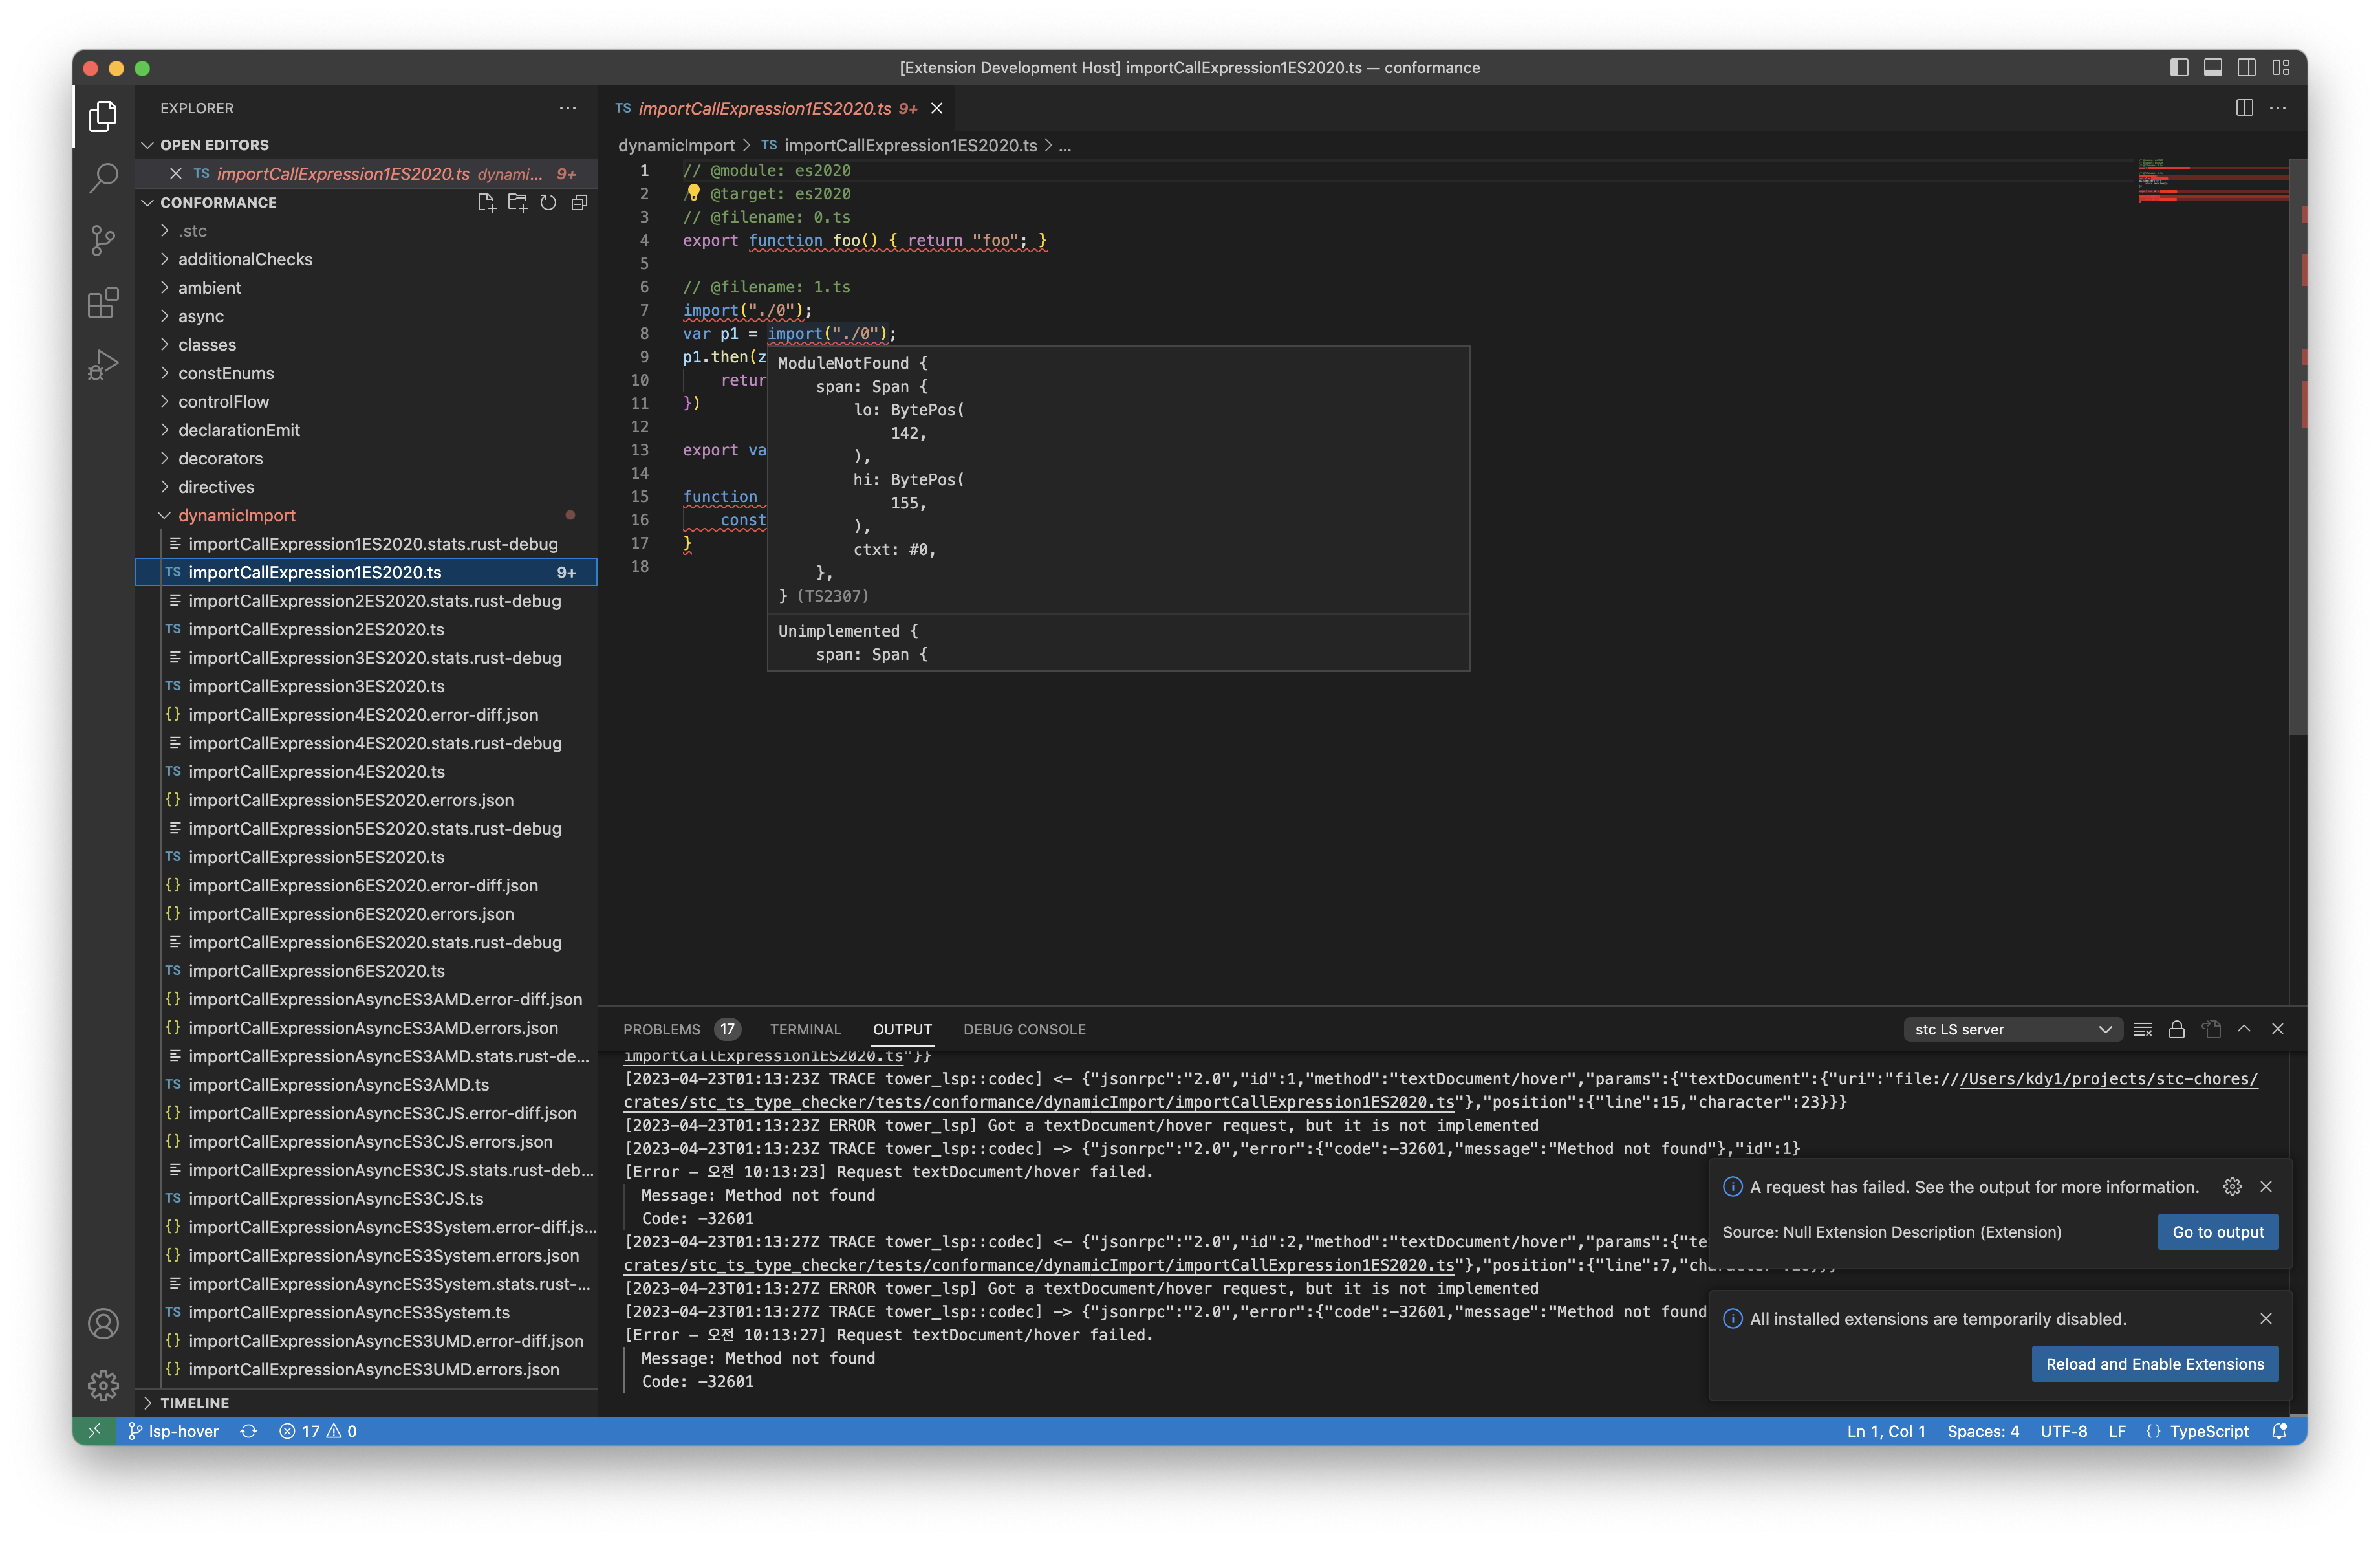 [Extension Development Host] importCallExpression1ES2020.ts — conformance
EXPLORER
OPEN EDITORS
TS importCallExpression1ES2020.ts dynami... 9+
CONFORMANCE
.stc
additionalChecks
ambient
async
classes
constEnums
controlFlow
declarationEmit
decorators
directives
dynamicImport
importCallExpression1ES2020.stats.rust-debug
TS importCallExpression1ES2020.ts 9+
importCallExpression2ES2020.stats.rust-debug
TS importCallExpression2ES2020.ts
importCallExpression3ES2020.stats.rust-debug
TS importCallExpression3ES2020.ts
{} importCallExpression4ES2020.error-diff.json
importCallExpression4ES2020.stats.rust-debug
TS importCallExpression4ES2020.ts
{} importCallExpression5ES2020.errors.json
importCallExpression5ES2020.stats.rust-debug
TS importCallExpression5ES2020.ts
{} importCallExpression6ES2020.error-diff.json
{} importCallExpression6ES2020.errors.json
importCallExpression6ES2020.stats.rust-debug
TS importCallExpression6ES2020.ts
{} importCallExpressionAsyncES3AMD.error-diff.json
{} importCallExpressionAsyncES3AMD.errors.json
importCallExpressionAsyncES3AMD.stats.rust-de...
TS importCallExpressionAsyncES3AMD.ts
{} importCallExpressionAsyncES3CJS.error-diff.json
{} importCallExpressionAsyncES3CJS.errors.json
importCallExpressionAsyncES3CJS.stats.rust-deb...
TS importCallExpressionAsyncES3CJS.ts
{} importCallExpressionAsyncES3System.error-diff.js...
{} importCallExpressionAsyncES3System.errors.json
importCallExpressionAsyncES3System.stats.rust-...
TS importCallExpressionAsyncES3System.ts
{} importCallExpressionAsyncES3UMD.error-diff.json
{} importCallExpressionAsyncES3UMD.errors.json
TIMELINE
TS importCallExpression1ES2020.ts 9+
dynamicImport > TS importCallExpression1ES2020.ts > ...
1 // @module: es2020
2 // @target: es2020
3 // @filename: 0.ts
4 export function foo() { return "foo"; }
5
6 // @filename: 1.ts
7 import("./0");
8 var p1 = import("./0");
9 p1.then(z
10 retur
11 })
12
13 export va
14
15 function
16 const
17 }
18
ModuleNotFound {
span: Span {
lo: BytePos(
142,
),
hi: BytePos(
155,
),
ctxt: #0,
},
} (TS2307)
Unimplemented {
span: Span {
PROBLEMS 17 TERMINAL OUTPUT DEBUG CONSOLE stc LS server
importCallExpression1ES2020.ts"}}
[2023-04-23T01:13:23Z TRACE tower_lsp::codec] <- {"jsonrpc":"2.0","id":1,"method":"textDocument/hover","params":{"textDocument":{"uri":"file:///Users/kdy1/projects/stc-chores/
crates/stc_ts_type_checker/tests/conformance/dynamicImport/importCallExpression1ES2020.ts"},"position":{"line":15,"character":23}}}
[2023-04-23T01:13:23Z ERROR tower_lsp] Got a textDocument/hover request, but it is not implemented
[2023-04-23T01:13:23Z TRACE tower_lsp::codec] -> {"jsonrpc":"2.0","error":{"code":-32601,"message":"Method not found"},"id":1}
[Error - 오전 10:13:23] Request textDocument/hover failed.
Message: Method not found
Code: -32601
[2023-04-23T01:13:27Z TRACE tower_lsp::codec] <- {"jsonrpc":"2.0","id":2,"method":"textDocument/hover","params":{"te
crates/stc_ts_type_checker/tests/conformance/dynamicImport/importCallExpression1ES2020.ts"},"position":{"line":7,
[2023-04-23T01:13:27Z ERROR tower_lsp] Got a textDocument/hover request, but it is not implemented
[2023-04-23T01:13:27Z TRACE tower_lsp::codec] -> {"jsonrpc":"2.0","error":{"code":-32601,"message":"Method not found
[Error - 오전 10:13:27] Request textDocument/hover failed.
Message: Method not found
Code: -32601
A request has failed. See the output for more information.
Source: Null Extension Description (Extension) Go to output
All installed extensions are temporarily disabled.
Reload and Enable Extensions
lsp-hover 17 0 Ln 1, Col 1 Spaces: 4 UTF-8 LF {} TypeScript